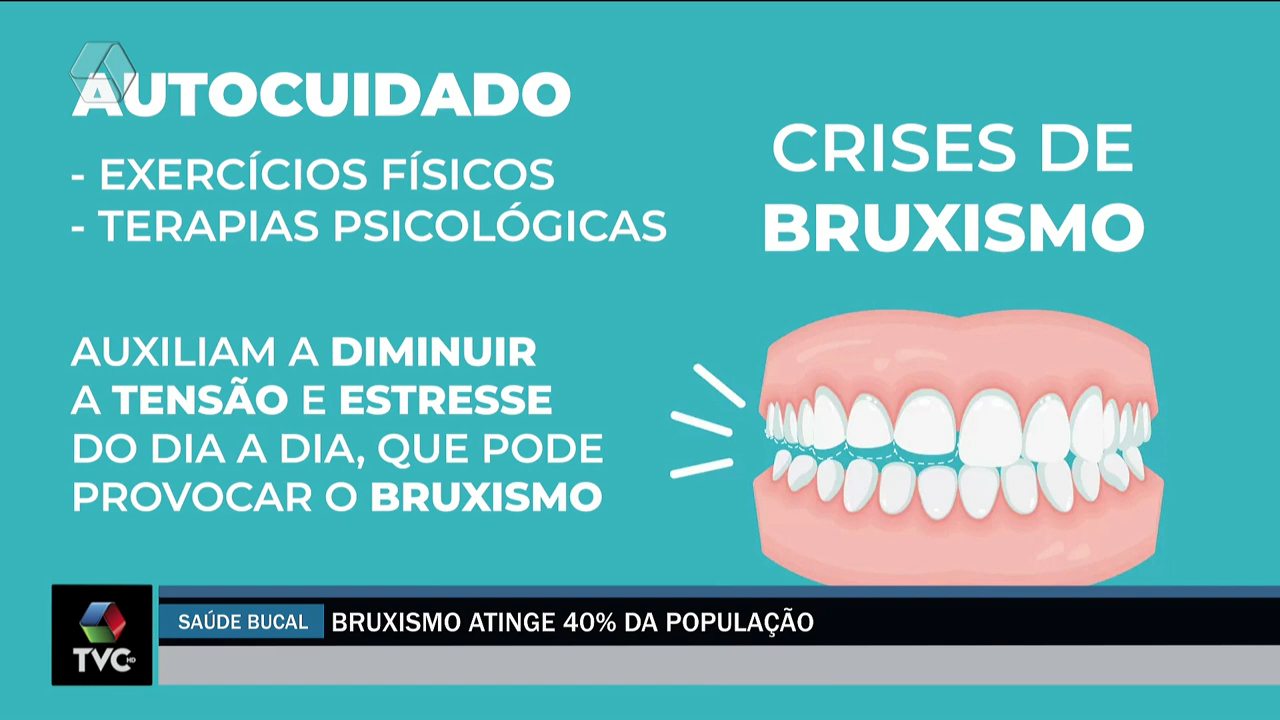 AUTOCUIDADO
- EXERCÍCIOS FÍSICOS
- TERAPIAS PSICOLÓGICAS
AUXILIAM A DIMINUIR
A TENSÃO E ESTRESSE
DO DIA A DIA, QUE PODE
PROVOCAR O BRUXISMO
CRISES DE
BRUXISMO
SAÚDE BUCAL
BRUXISMO ATINGE 40% DA POPULAÇÃO
TVC HD